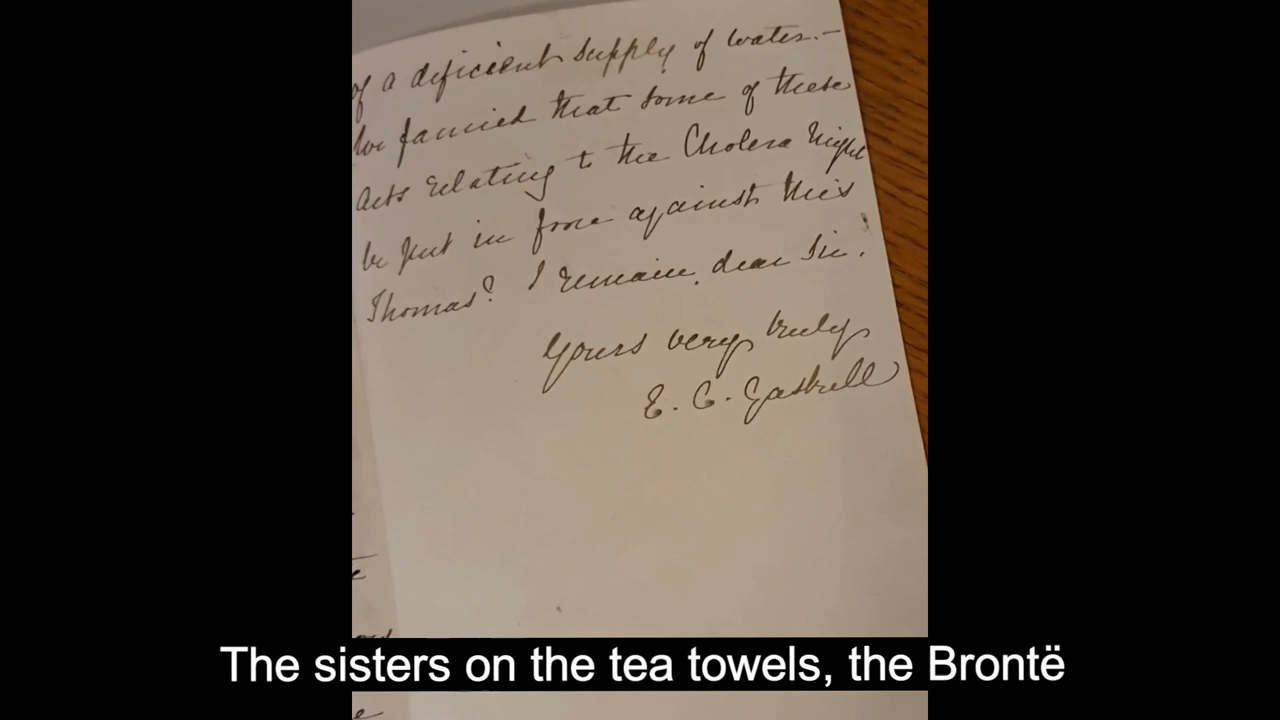 of a deficient supply of water.—
We fancied that some of these
Acts relating to the Cholera might
be put in force against this
Thomas? I remain, dear Sir,
Yours very truly
E. C. Gaskell
The sisters on the tea towels, the Brontë